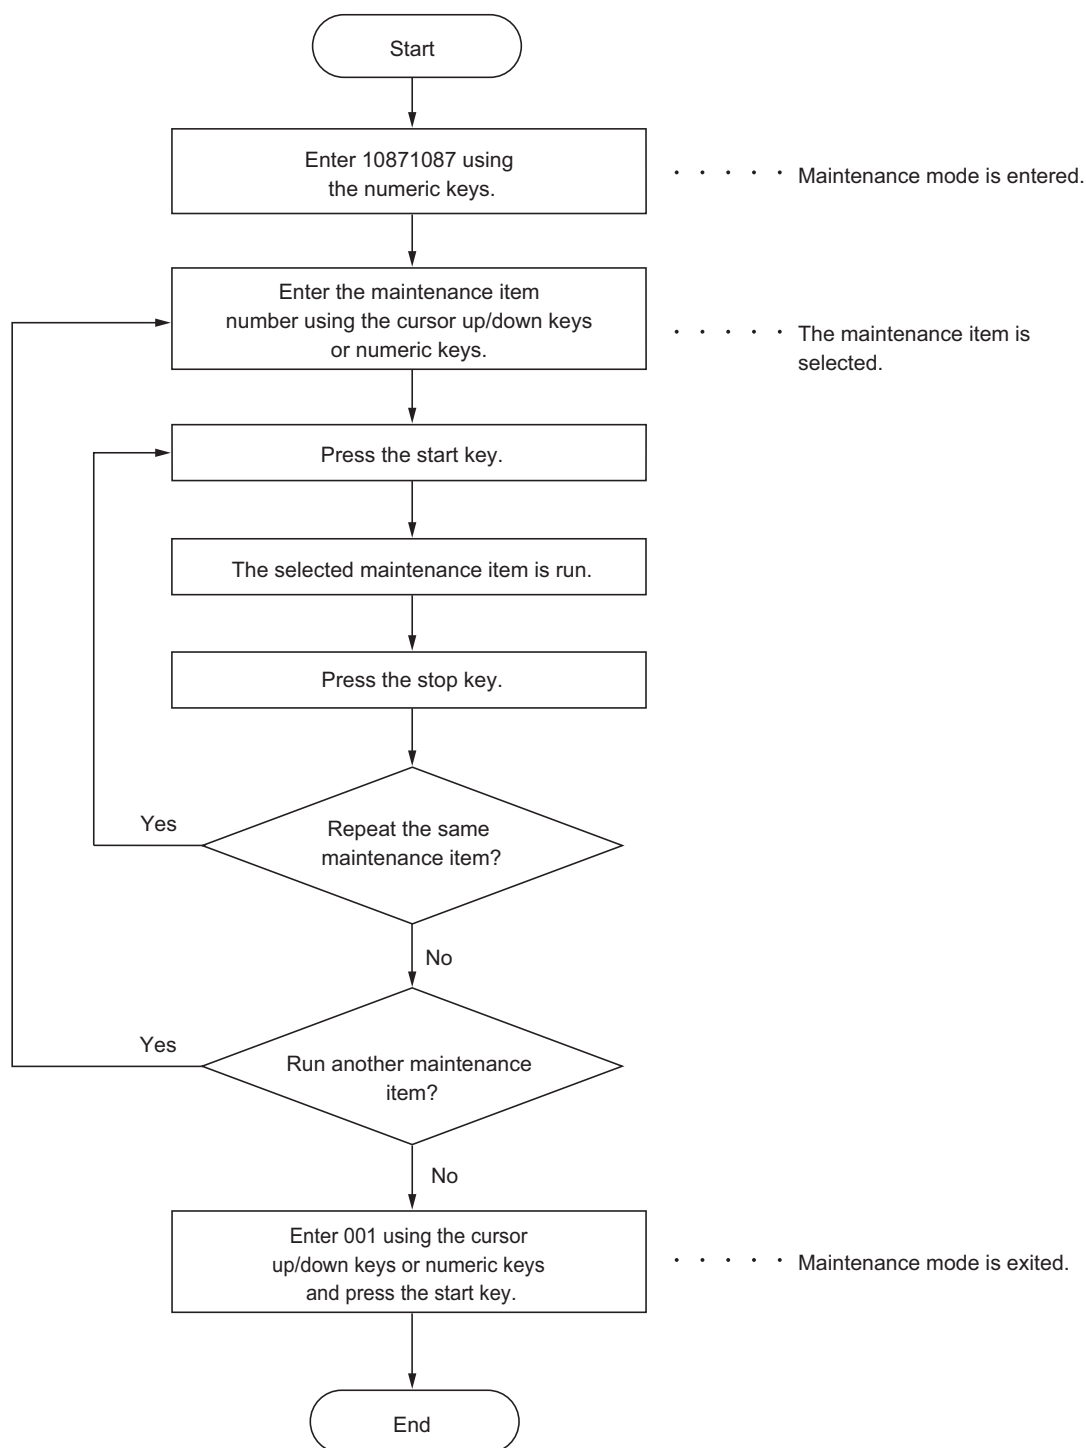 Start
Enter 10871087 using
the numeric keys.
· · · · · Maintenance mode is entered.
Enter the maintenance item
number using the cursor up/down keys
or numeric keys.
· · · · · The maintenance item is
selected.
Press the start key.
The selected maintenance item is run.
Press the stop key.
Yes
Repeat the same
maintenance item?
No
Yes
Run another maintenance
item?
No
Enter 001 using the cursor
up/down keys or numeric keys
and press the start key.
· · · · · Maintenance mode is exited.
End